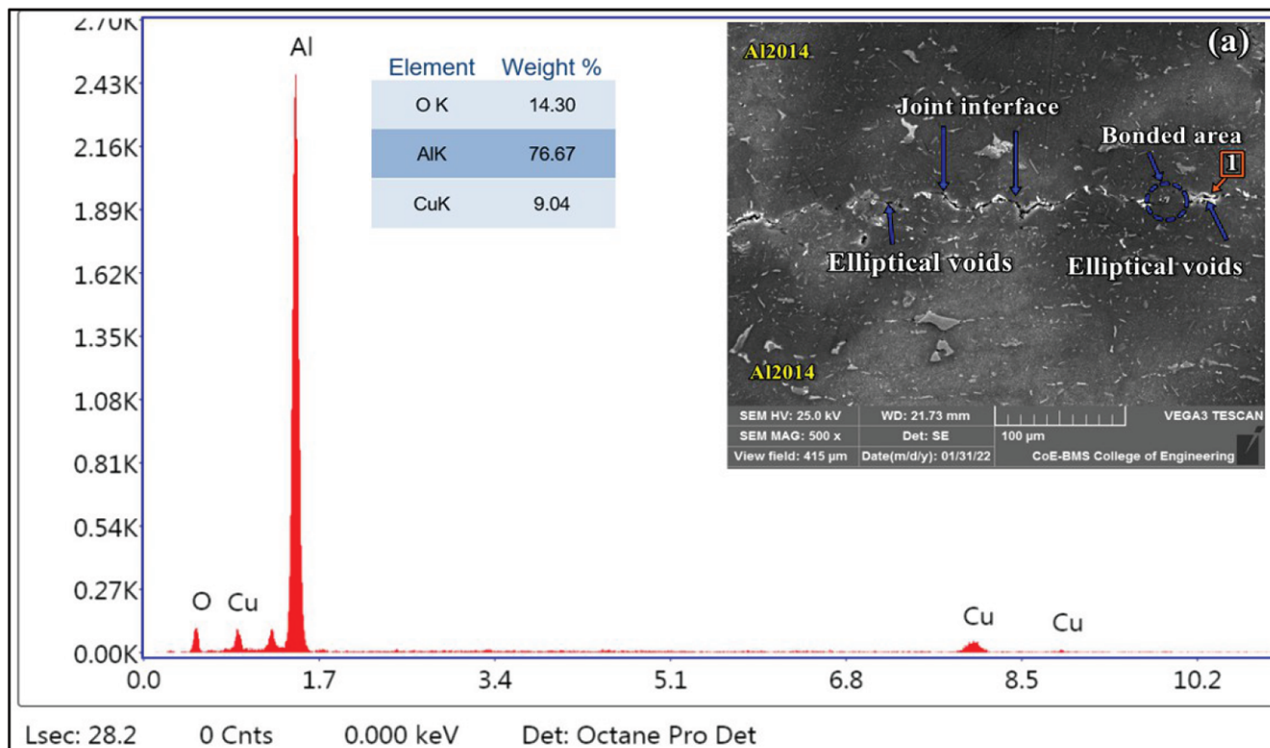 2.70K
2.43K
2.16K
1.89K
1.62K
1.35K
1.08K
0.81K
0.54K
0.27K
0.00K
Al
O
Cu
Cu
Cu
0.0 1.7 3.4 5.1 6.8 8.5 10.2
Element Weight %
O K 14.30
AlK 76.67
CuK 9.04
(a)
Al2014
Joint interface
Bonded area
1
Elliptical voids
Elliptical voids
Al2014
SEM HV: 25.0 kV WD: 21.73 mm VEGA3 TESCAN
SEM MAG: 500 x Det: SE 100 µm
View field: 415 µm Date(m/d/y): 01/31/22 CoE-BMS College of Engineering
Lsec: 28.2 0 Cnts 0.000 keV Det: Octane Pro Det